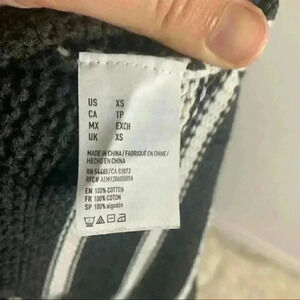 US XS
CA TP
MX EXCH
UK XS
MADE IN CHINA / FABRIQUÉ EN CHINE /
HECHO EN CHINA
RN 54485/CA 03873
EN 100% COTTON
FR 100% COTON
SP 100% algodón